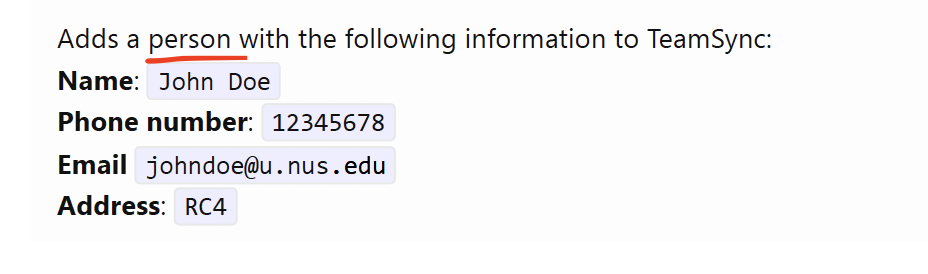 Adds a person with the following information to TeamSync:
Name: John Doe
Phone number: 12345678
Email johndoe@u.nus.edu
Address: RC4